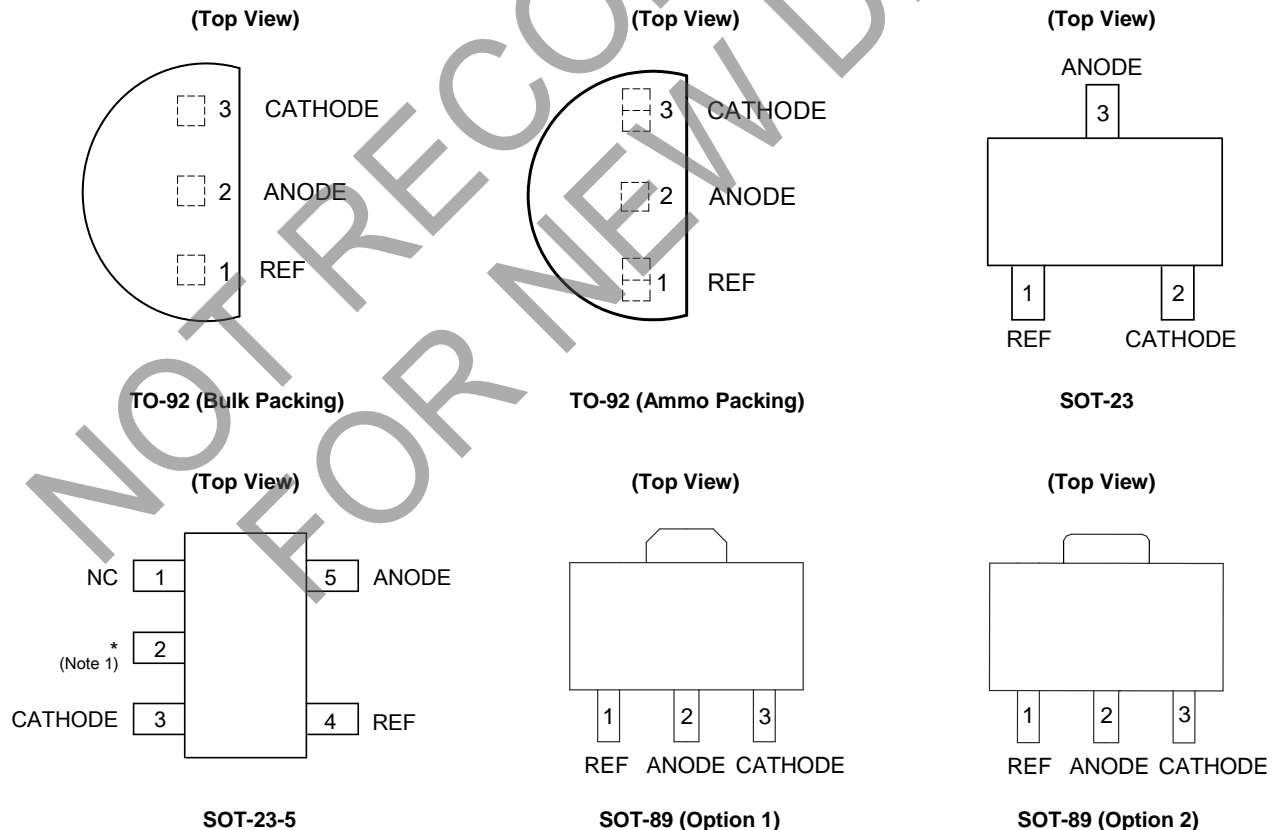 (Top View)
3 CATHODE
2 ANODE
1 REF
TO-92 (Bulk Packing)
(Top View)
3 CATHODE
2 ANODE
1 REF
TO-92 (Ammo Packing)
(Top View)
ANODE
3
1 2
REF CATHODE
SOT-23
(Top View)
NC 1 5 ANODE
* 2
(Note 1)
CATHODE 3 4 REF
SOT-23-5
(Top View)
1 2 3
REF ANODE CATHODE
SOT-89 (Option 1)
(Top View)
1 2 3
REF ANODE CATHODE
SOT-89 (Option 2)
NOT
FOR NEW